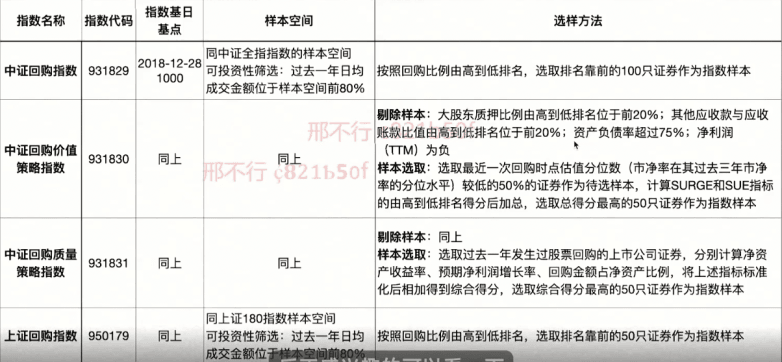 指数名称 指数代码 指数基日 样本空间 选样方法
基点
同中证全指指数的样本空间
中证回购指数 931829 2018-12-28 可投资性筛选：过去一年日均 按照回购比例由高到低排名，选取排名靠前的100只证券作为指数样本
1000 成交金额位于样本空间前80%
剔除样本：大股东质押比例由高到低排名位于前20%；其他应收款与应收
账款比值由高到低排名位于前20%；资产负债率超过75%；净利润
（TTM）为负
中证回购价值 931830 同上 同上 样本选取：选取最近一次回购时点估值分位数（市净率在其过去三年市净
策略指数 率的分位水平）较低的50%的证券作为待选样本，计算SURGE和SUE指标
的由高到低排名得分后加总，选取总得分最高的50只证券作为指数样本
邢不行 ç821b5of
邢不行 ç821b5of
剔除样本：同上
中证回购质量 931831 同上 同上 样本选取：选取过去一年发生过股票回购的上市公司证券，分别计算净资
策略指数 产收益率、预期净利润增长率、回购金额占净资产比例，将上述指标标准
化后相加得到综合得分，选取综合得分最高的50只证券作为指数样本
同上证180指数样本空间
上证回购指数 950179 同上 可投资性筛选：过去一年日均 按照回购比例由高到低排名，选取排名靠前的50只证券作为指数样本
成交金额位于样本空间前80%